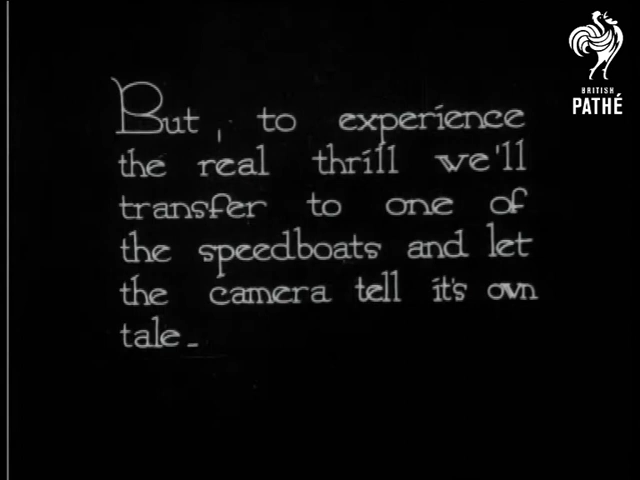 But, to experience
the real thrill we'll
transfer to one of
the speedboats and let
the camera tell it's own
tale_
BRITISH
PATHÉ